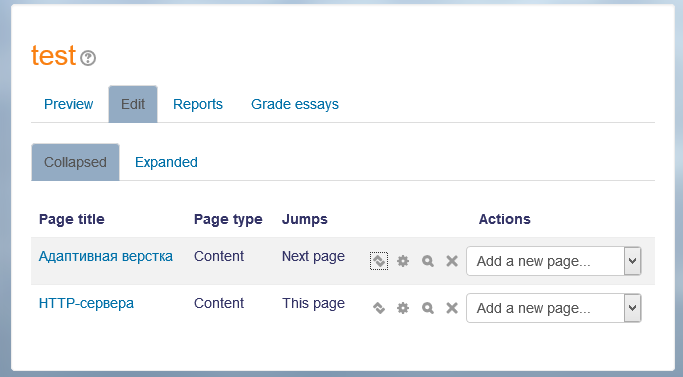 test
Preview Edit Reports Grade essays
Collapsed Expanded
Page title Page type Jumps Actions
Адаптивная верстка Content Next page Add a new page...
HTTP-сервера Content This page Add a new page...